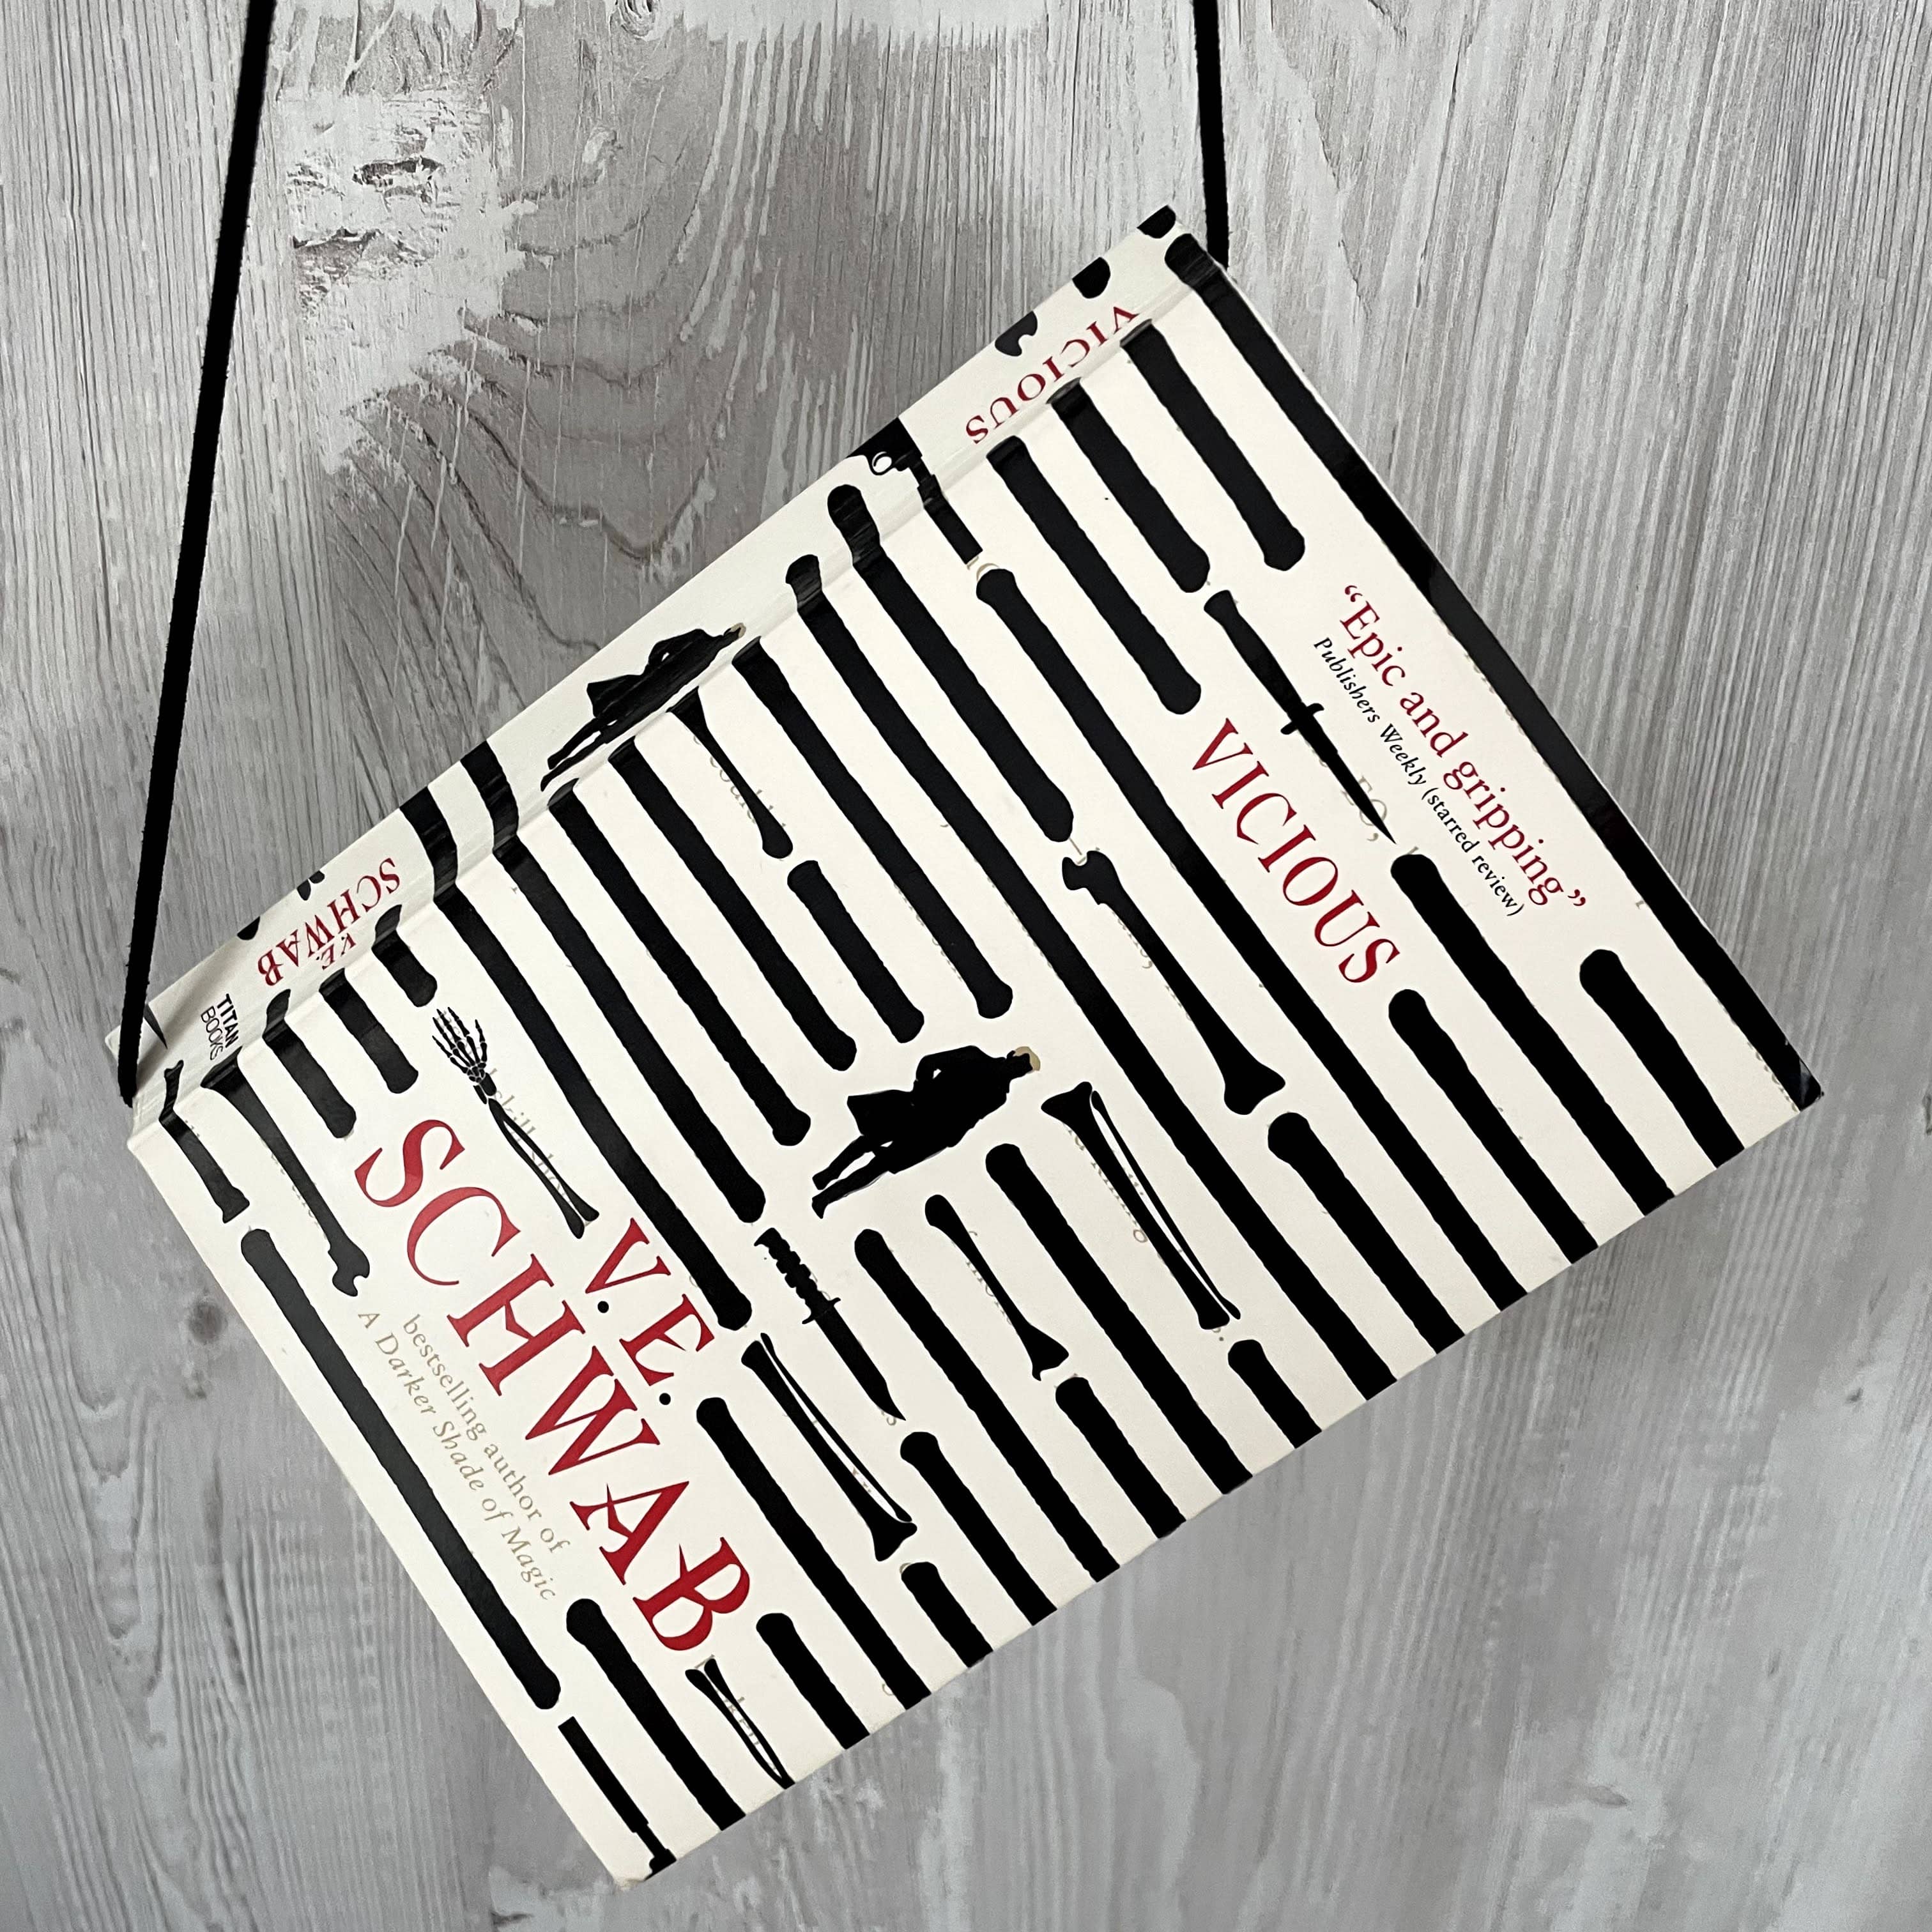 “Epic and gripping”
Publishers Weekly (starred review)
VICIOUS
V. E.
SCHWAB
bestselling author of
A Darker Shade of Magic
VICIOUS
V.E.
SCHWAB
TITAN
BOOKS